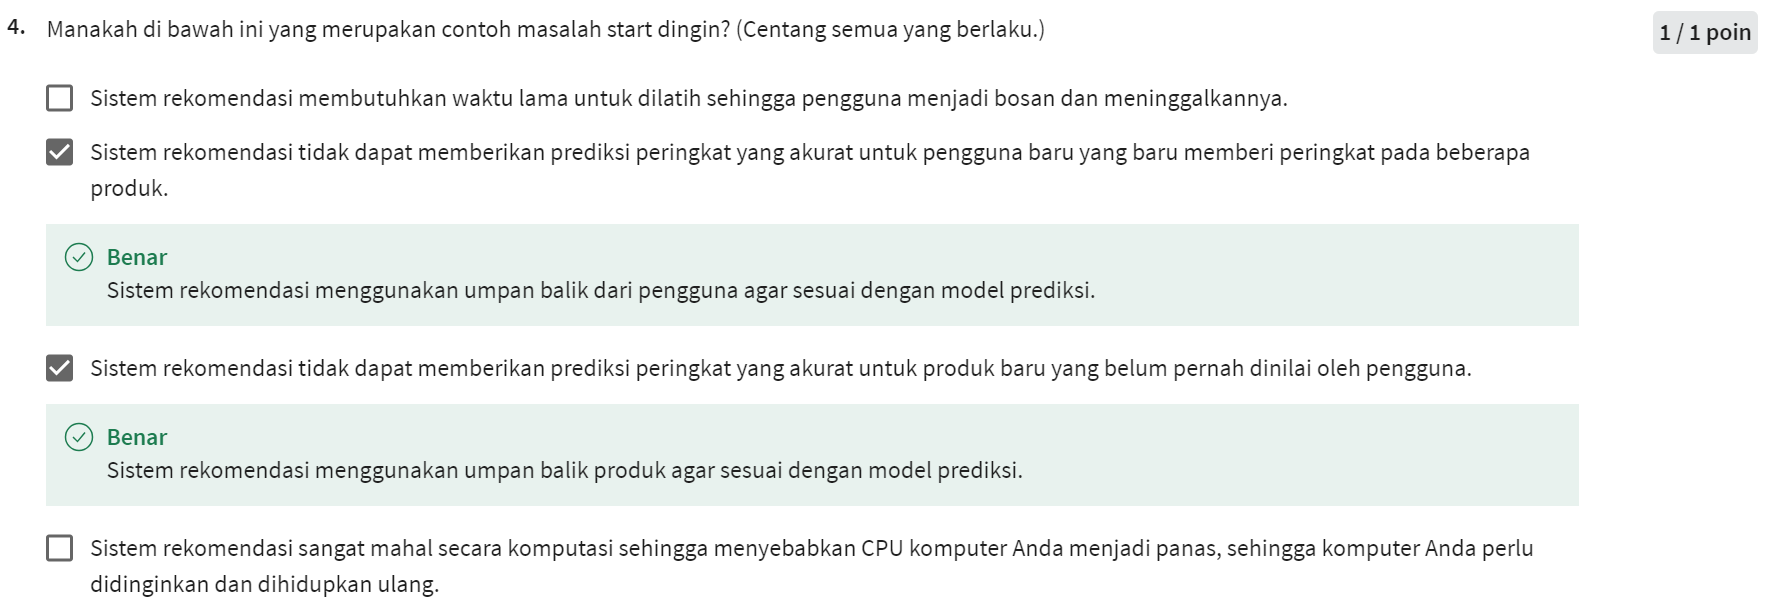 4. Manakah di bawah ini yang merupakan contoh masalah start dingin? (Centang semua yang berlaku.)
1 / 1 poin
Sistem rekomendasi membutuhkan waktu lama untuk dilatih sehingga pengguna menjadi bosan dan meninggalkannya.
Sistem rekomendasi tidak dapat memberikan prediksi peringkat yang akurat untuk pengguna baru yang baru memberi peringkat pada beberapa
produk.
Benar
Sistem rekomendasi menggunakan umpan balik dari pengguna agar sesuai dengan model prediksi.
Sistem rekomendasi tidak dapat memberikan prediksi peringkat yang akurat untuk produk baru yang belum pernah dinilai oleh pengguna.
Benar
Sistem rekomendasi menggunakan umpan balik produk agar sesuai dengan model prediksi.
Sistem rekomendasi sangat mahal secara komputasi sehingga menyebabkan CPU komputer Anda menjadi panas, sehingga komputer Anda perlu
didinginkan dan dihidupkan ulang.